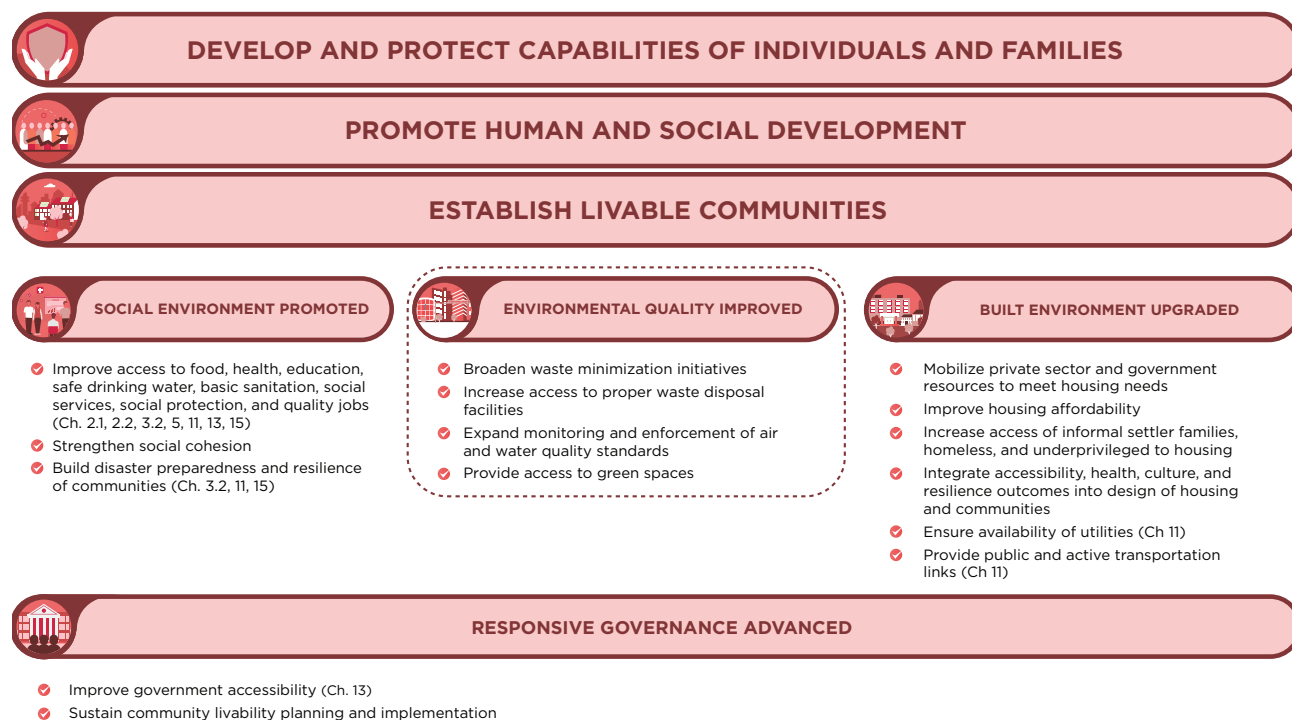 DEVELOP AND PROTECT CAPABILITIES OF INDIVIDUALS AND FAMILIES
PROMOTE HUMAN AND SOCIAL DEVELOPMENT
ESTABLISH LIVABLE COMMUNITIES
SOCIAL ENVIRONMENT PROMOTED
Improve access to food, health, education,
safe drinking water, basic sanitation, social
services, social protection, and quality jobs
(Ch. 2.1, 2.2, 3.2, 5, 11, 13, 15)
Strengthen social cohesion
Build disaster preparedness and resilience
of communities (Ch. 3.2, 11, 15)
ENVIRONMENTAL QUALITY IMPROVED
Broaden waste minimization initiatives
Increase access to proper waste disposal
facilities
Expand monitoring and enforcement of air
and water quality standards
Provide access to green spaces
BUILT ENVIRONMENT UPGRADED
Mobilize private sector and government
resources to meet housing needs
Improve housing affordability
Increase access of informal settler families,
homeless, and underprivileged to housing
Integrate accessibility, health, culture, and
resilience outcomes into design of housing
and communities
Ensure availability of utilities (Ch 11)
Provide public and active transportation
links (Ch 11)
RESPONSIVE GOVERNANCE ADVANCED
Improve government accessibility (Ch. 13)
Sustain community livability planning and implementation